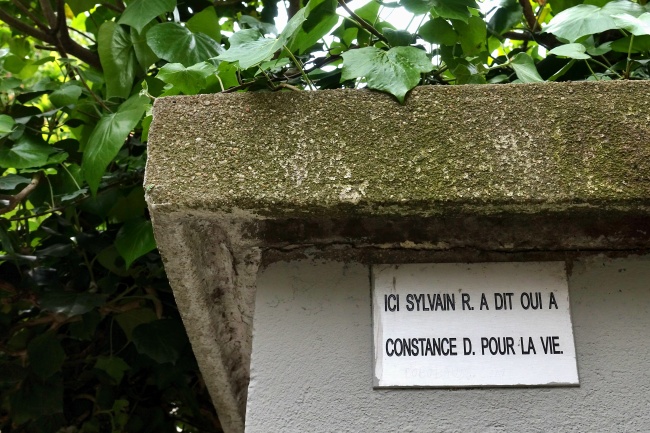 ICI SYLVAIN R. A DIT OUI A
CONSTANCE D. POUR LA VIE.